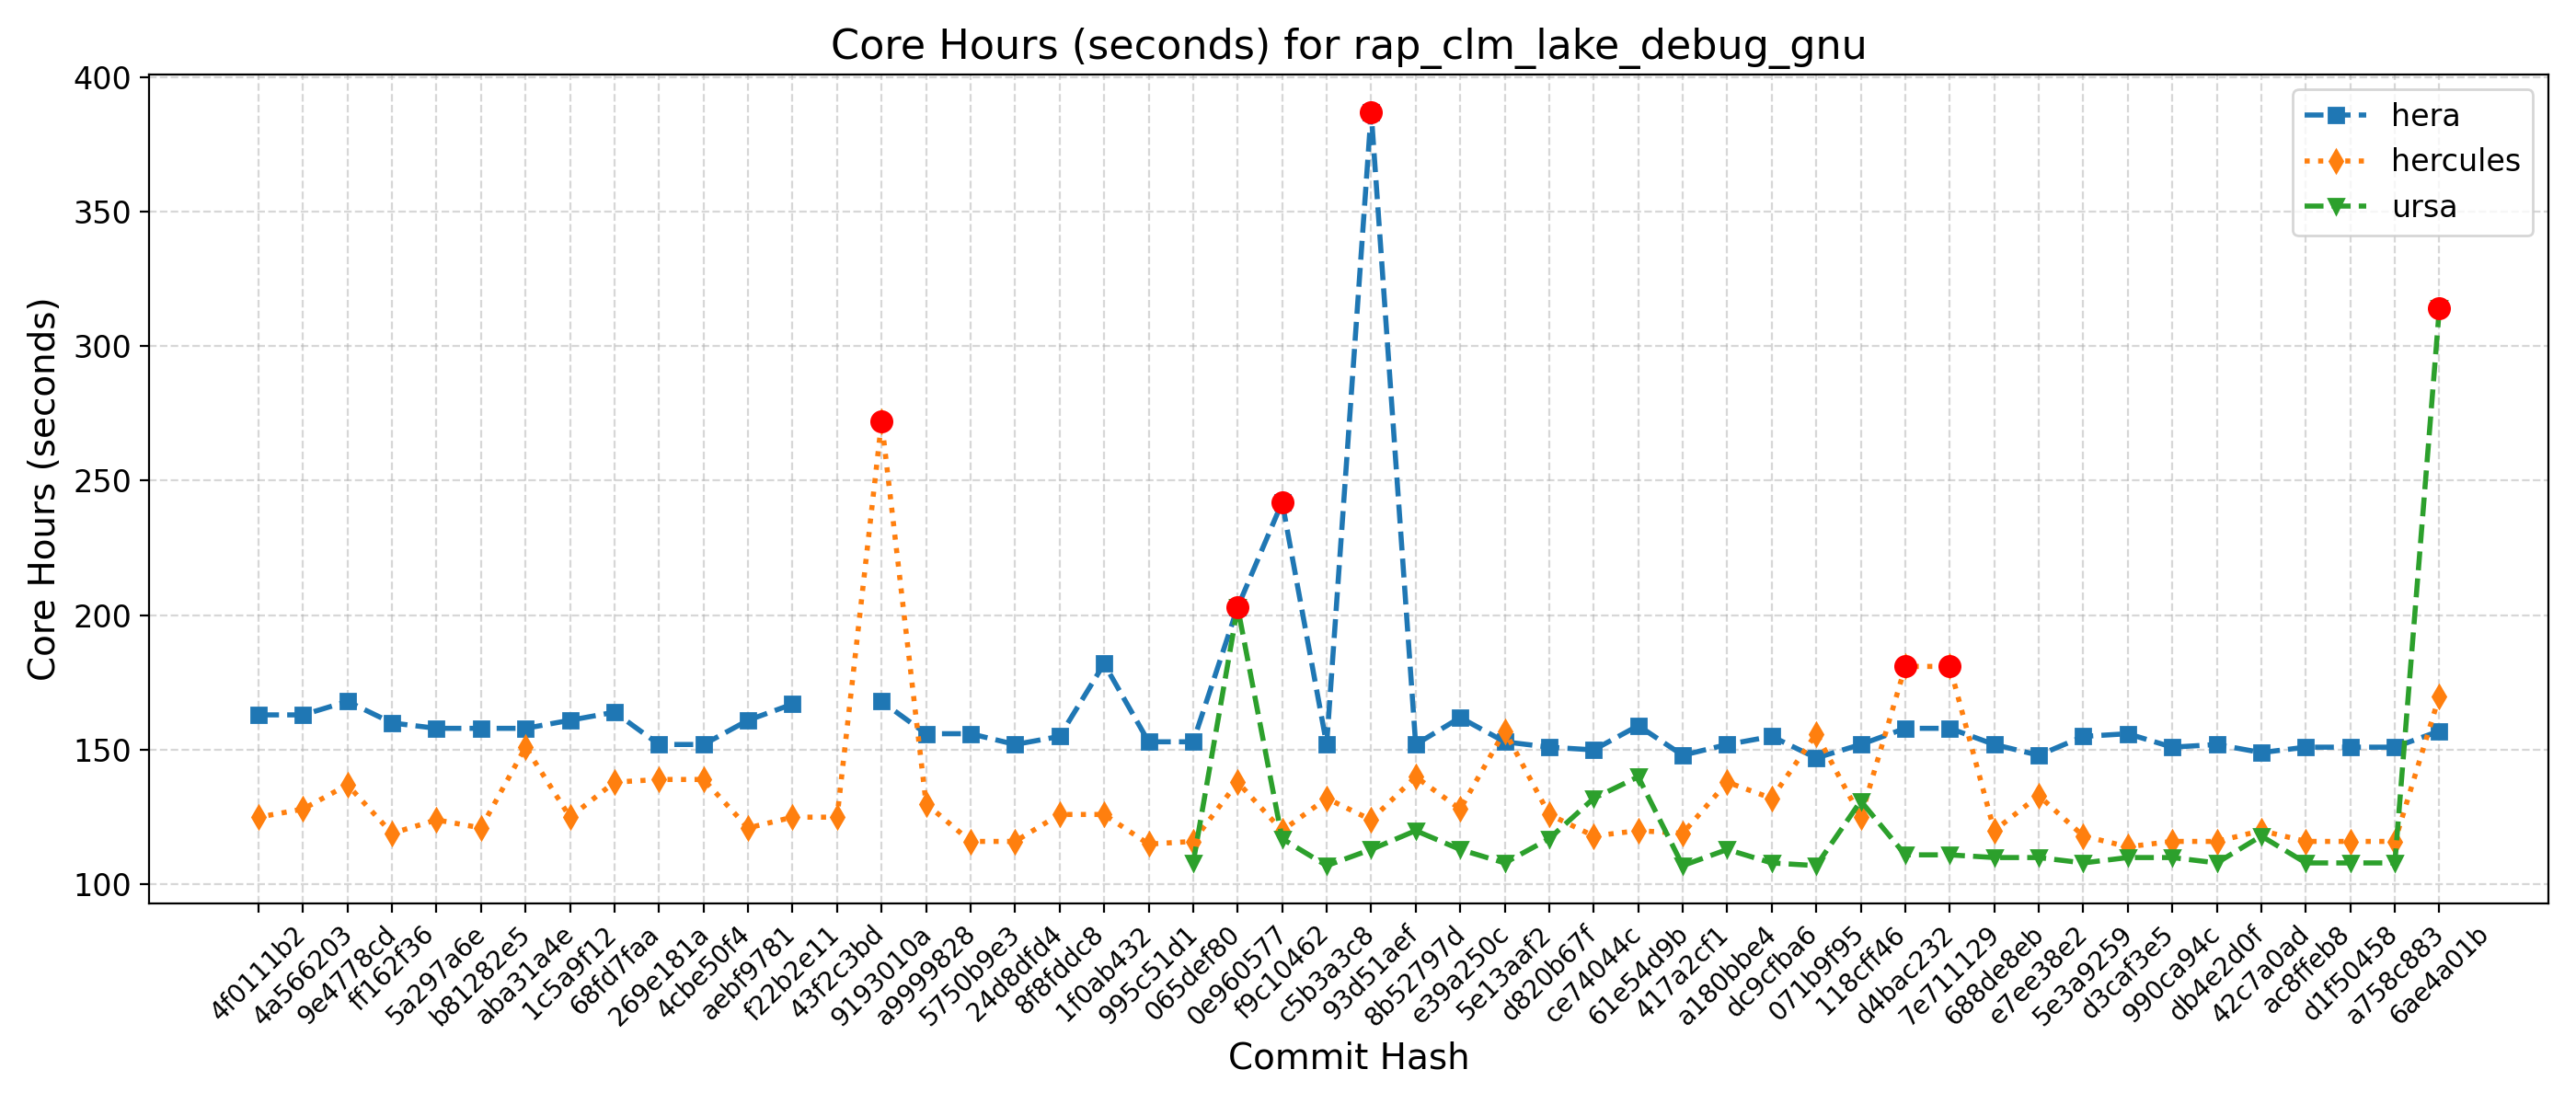 Core Hours (seconds) for rap_clm_lake_debug_gnu
400
350
300
250
200
150
100
Core Hours (seconds)
hera
hercules
ursa
4f0111b2
4a566203
9e4778cd
ff162f36
5a297a6e
b81282e5
aba31a4e
1c5a9f12
68fd7faa
269e181a
4cbe50f4
aebf9781
f22b2e11
43f2c3bd
9193010a
a9999828
5750b9e3
24d8dfd4
8f8fddc8
1f0ab432
995c51d1
065def80
0e960577
f9c10462
c5b3a3c8
93d51aef
8b52797d
e39a250c
5e13aaf2
d820b67f
ce74044c
61e54d9b
417a2cf1
a180bbe4
dc9cfba6
071b9f95
118cff46
d4bac232
7e711129
688de8eb
e7ee38e2
5e3a9259
d3caf3e5
990ca94c
db4e2d0f
42c7a0ad
ac8ffeb8
d1f50458
a758c883
6ae4a01b
Commit Hash